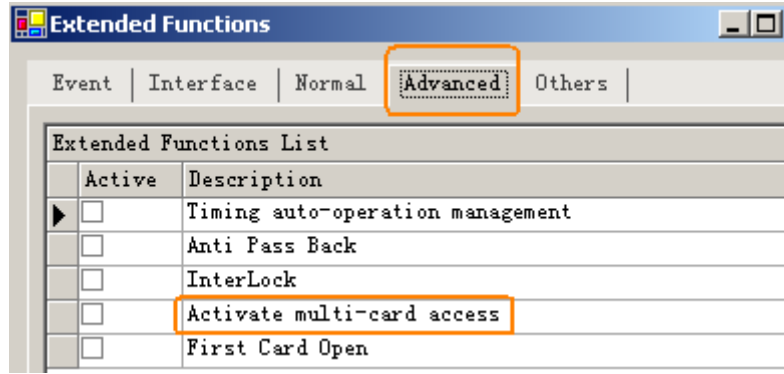 Extended Functions
Event Interface Normal Advanced Others
Extended Functions List
Active Description
Timing auto-operation management
Anti Pass Back
InterLock
Activate multi-card access
First Card Open